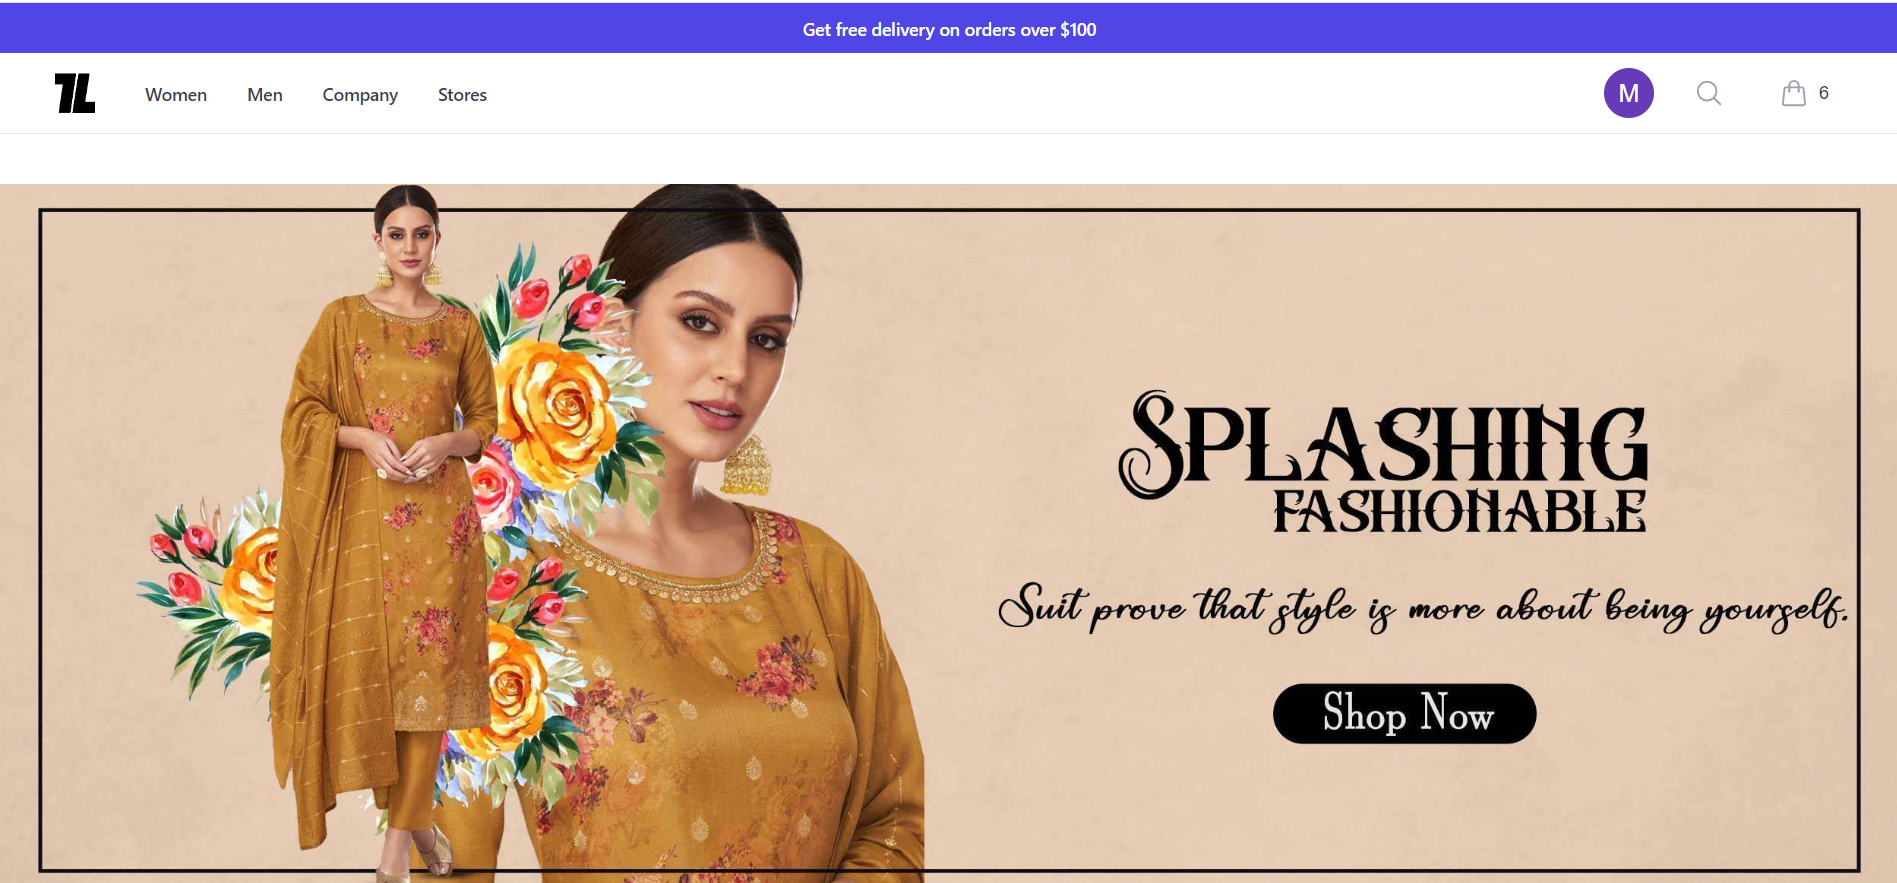 Get free delivery on orders over $100
Women Men Company Stores M 6
SPLASHING
FASHIONABLE
Suit prove that style is more about being yourself.
Shop Now